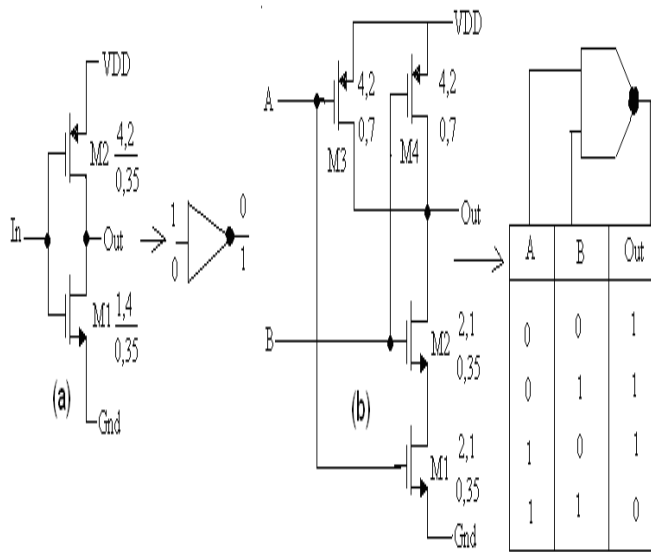 VDD
M2 4,2
0,35
In
Out
1
0
0
1
M1 1,4
0,35
(a)
Gnd
VDD
A
4,2
0,7
M3
4,2
0,7
M4
Out
B
2,1
M2
0,35
(b)
2,1
M1
0,35
Gnd
A B Out
0 0 1
0 1 1
1 0 1
1 1 0